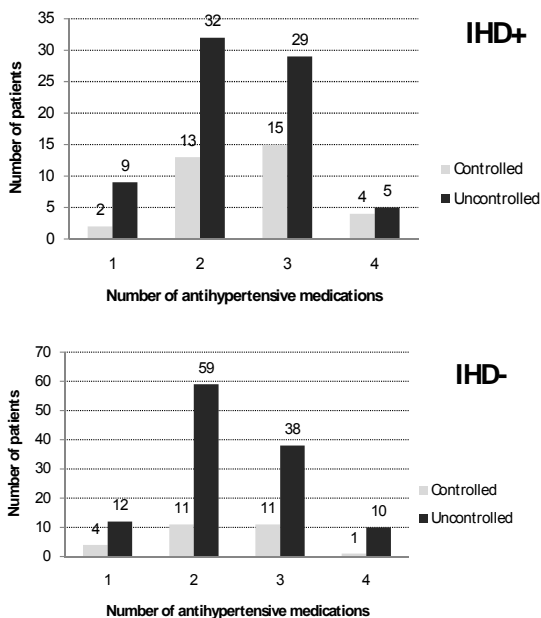 IHD+
35
30
25
20
15
10
5
0
Number of patients
2
9
13
32
15
29
4
5
Controlled
Uncontrolled
1 2 3 4
Number of antihypertensive medications
IHD-
70
60
50
40
30
20
10
0
Number of patients
4
12
11
59
11
38
1
10
Controlled
Uncontrolled
1 2 3 4
Number of antihypertensive medications